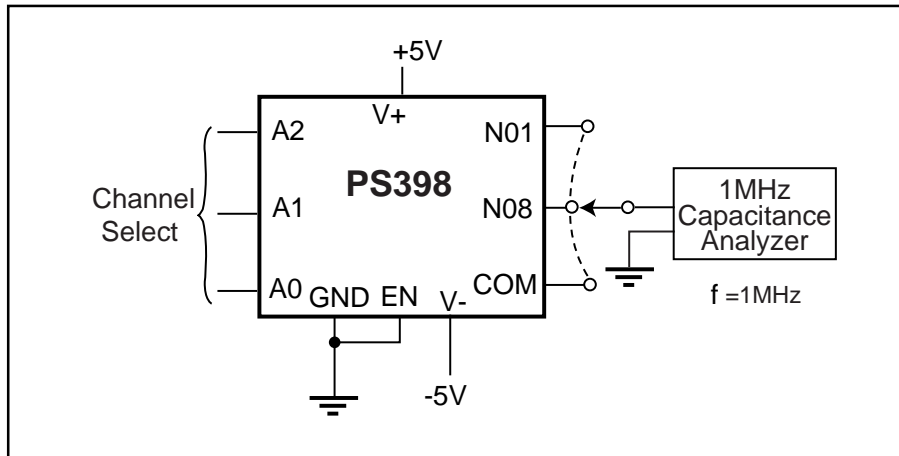 +5V
V+
A2
N01
PS398
Channel
Select
A1
N08
1MHz
Capacitance
Analyzer
A0
GND
EN
V-
COM
f =1MHz
-5V